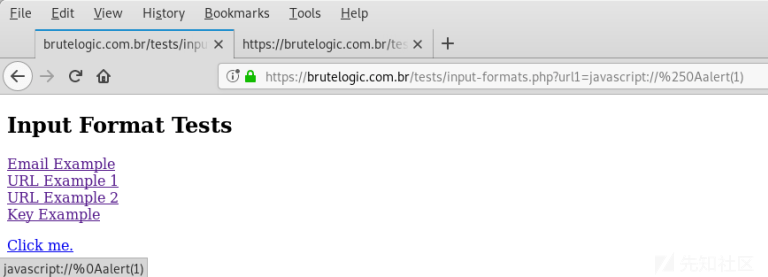 File Edit View History Bookmarks Tools Help
brutelogic.com.br/tests/inpu × https://brutelogic.com.br/tes × +
https://brutelogic.com.br/tests/input-formats.php?url1=javascript://%250Aalert(1)
Input Format Tests
Email Example
URL Example 1
URL Example 2
Key Example
Click me.
javascript://%0Aalert(1)
先知社区